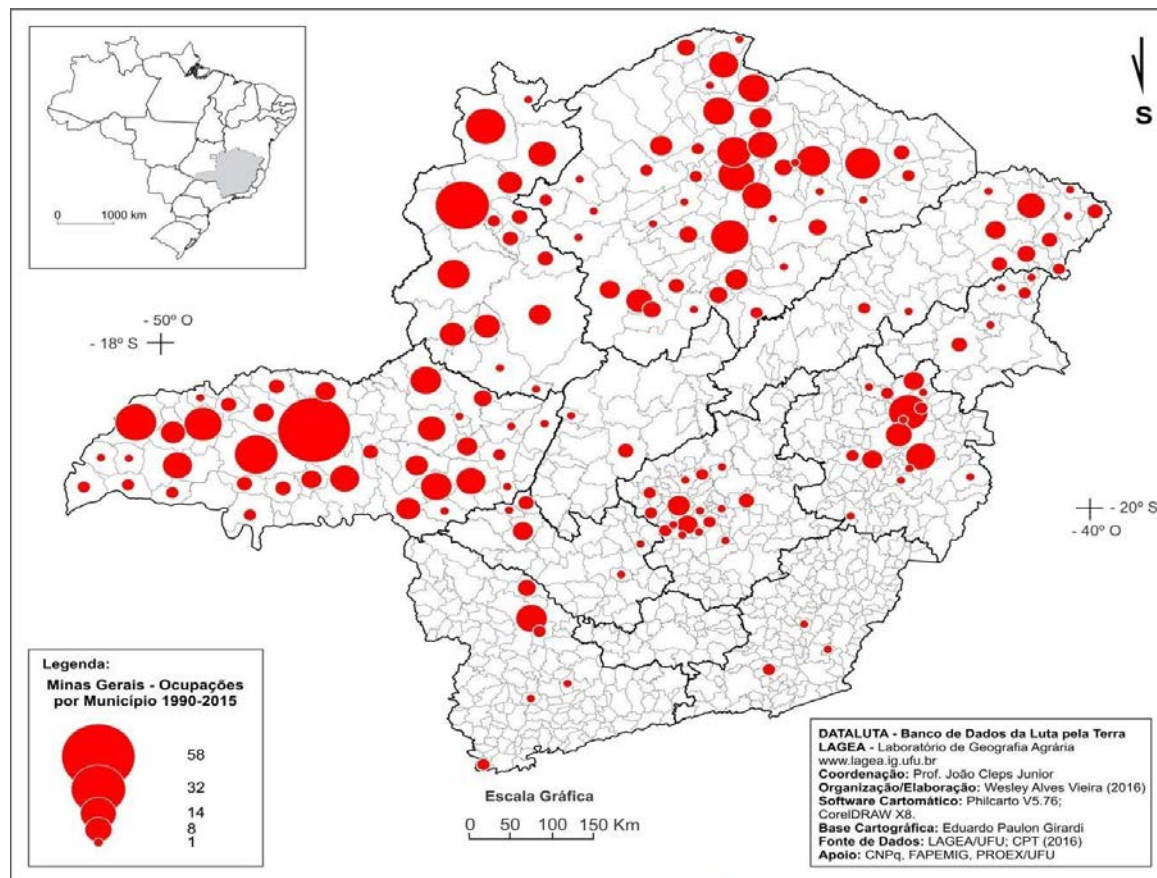 0 1000 km
S
- 50º O
- 18º S
- 20º S
- 40º O
Legenda:
Minas Gerais - Ocupações
por Município 1990-2015
58
32
14
8
1
Escala Gráfica
0 50 100 150 Km
DATALUTA - Banco de Dados da Luta pela Terra
LAGEA - Laboratório de Geografia Agrária
www.lagea.ig.ufu.br
Coordenação: Prof. João Cleps Junior
Organização/Elaboração: Wesley Alves Vieira (2016)
Software Cartomático: Philcarto V5.76;
CorelDRAW X8.
Base Cartográfica: Eduardo Paulon Girardi
Fonte de Dados: LAGEA/UFU; CPT (2016)
Apoio: CNPq, FAPEMIG, PROEX/UFU